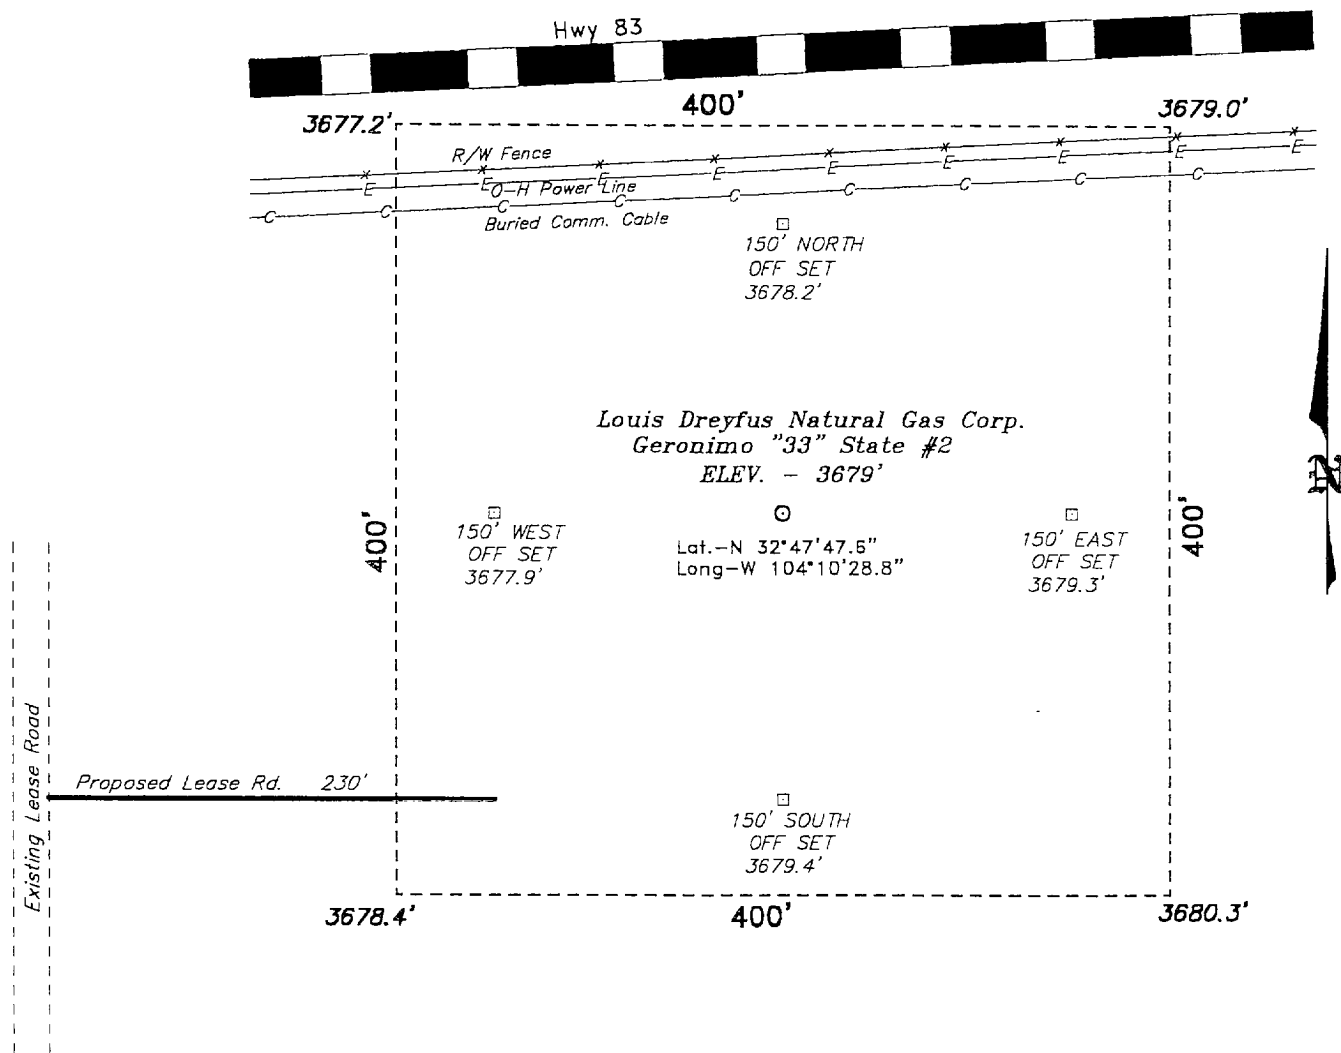 Hwy 83
400'
3677.2'
3679.0'
R/W Fence
O-H Power Line
Buried Comm. Cable
150' NORTH
OFF SET
3678.2'
Louis Dreyfus Natural Gas Corp.
Geronimo "33" State #2
ELEV. - 3679'
400'
150' WEST
OFF SET
3677.9'
Lat.-N 32°47'47.6"
Long-W 104°10'28.8"
150' EAST
OFF SET
3679.3'
400'
N
Existing Lease Road
Proposed Lease Rd. 230'
150' SOUTH
OFF SET
3679.4'
3678.4'
400'
3680.3'